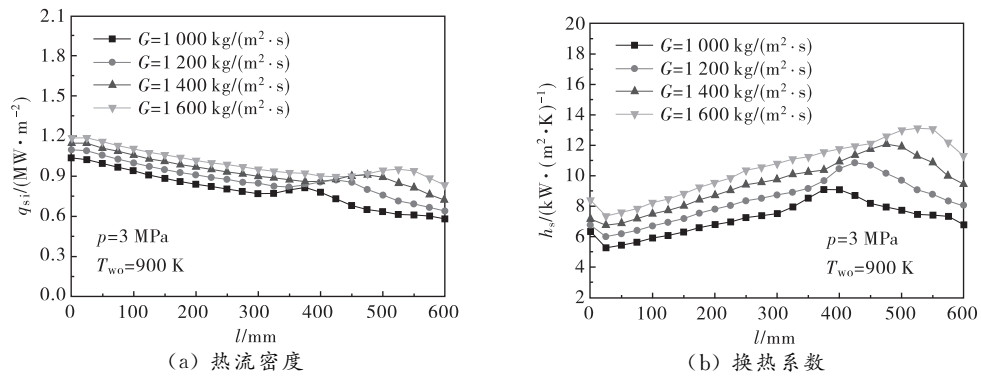 2.1
1.8
1.5
1.2
0.9
0.6
0.3
0.0
q_si/(MW·m⁻²)
G=1 000 kg/(m²·s)
G=1 200 kg/(m²·s)
G=1 400 kg/(m²·s)
G=1 600 kg/(m²·s)
p=3 MPa
T_wo=900 K
0 100 200 300 400 500 600
l/mm
(a) 热流密度
20
18
16
14
12
10
8
6
4
2
h_s/(kW·(m²·K)⁻¹)
G=1 000 kg/(m²·s)
G=1 200 kg/(m²·s)
G=1 400 kg/(m²·s)
G=1 600 kg/(m²·s)
p=3 MPa
T_wo=900 K
0 100 200 300 400 500 600
l/mm
(b) 换热系数